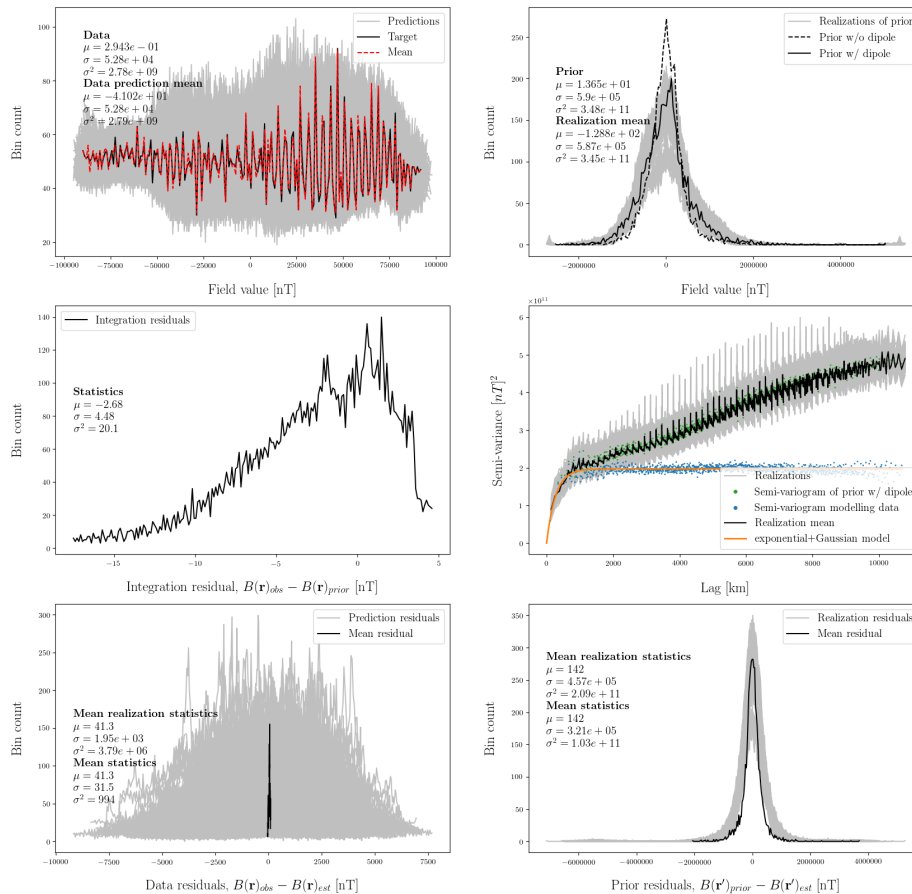 Data
μ = 2.943e − 01
σ = 5.28e + 04
σ² = 2.78e + 09
Data prediction mean
μ = −4.102e + 01
σ = 5.28e + 04
σ² = 2.79e + 09
Predictions
Target
Mean
Bin count
100
80
60
40
20
−100000 −75000 −50000 −25000 0 25000 50000 75000 100000
Field value [nT]
Prior
μ = 1.365e + 01
σ = 5.9e + 05
σ² = 3.48e + 11
Realization mean
μ = −1.288e + 02
σ = 5.87e + 05
σ² = 3.45e + 11
Realizations of prior
Prior w/o dipole
Prior w/ dipole
Bin count
250
200
150
100
50
0
−2000000 0 2000000 4000000
Field value [nT]
Integration residuals
Statistics
μ = −2.68
σ = 4.48
σ² = 20.1
Bin count
140
120
100
80
60
40
20
0
−15 −10 −5 0 5
Integration residual, B(r)obs − B(r)prior [nT]
×10¹¹
Semi-variance [nT]²
6
5
4
3
2
1
0
Realizations
Semi-variogram of prior w/ dipole
Semi-variogram modelling data
Realization mean
exponential+Gaussian model
0 2000 4000 6000 8000 10000
Lag [km]
Prediction residuals
Mean residual
Mean realization statistics
μ = 41.3
σ = 1.95e + 03
σ² = 3.79e + 06
Mean statistics
μ = 41.3
σ = 31.5
σ² = 994
Bin count
300
250
200
150
100
50
0
−10000 −7500 −5000 −2500 0 2500 5000 7500
Data residuals, B(r)obs − B(r)est [nT]
Realization residuals
Mean residual
Mean realization statistics
μ = 142
σ = 4.57e + 05
σ² = 2.09e + 11
Mean statistics
μ = 142
σ = 3.21e + 05
σ² = 1.03e + 11
Bin count
350
300
250
200
150
100
50
0
−6000000 −4000000 −2000000 0 2000000 4000000
Prior residuals, B(r′)prior − B(r′)est [nT]